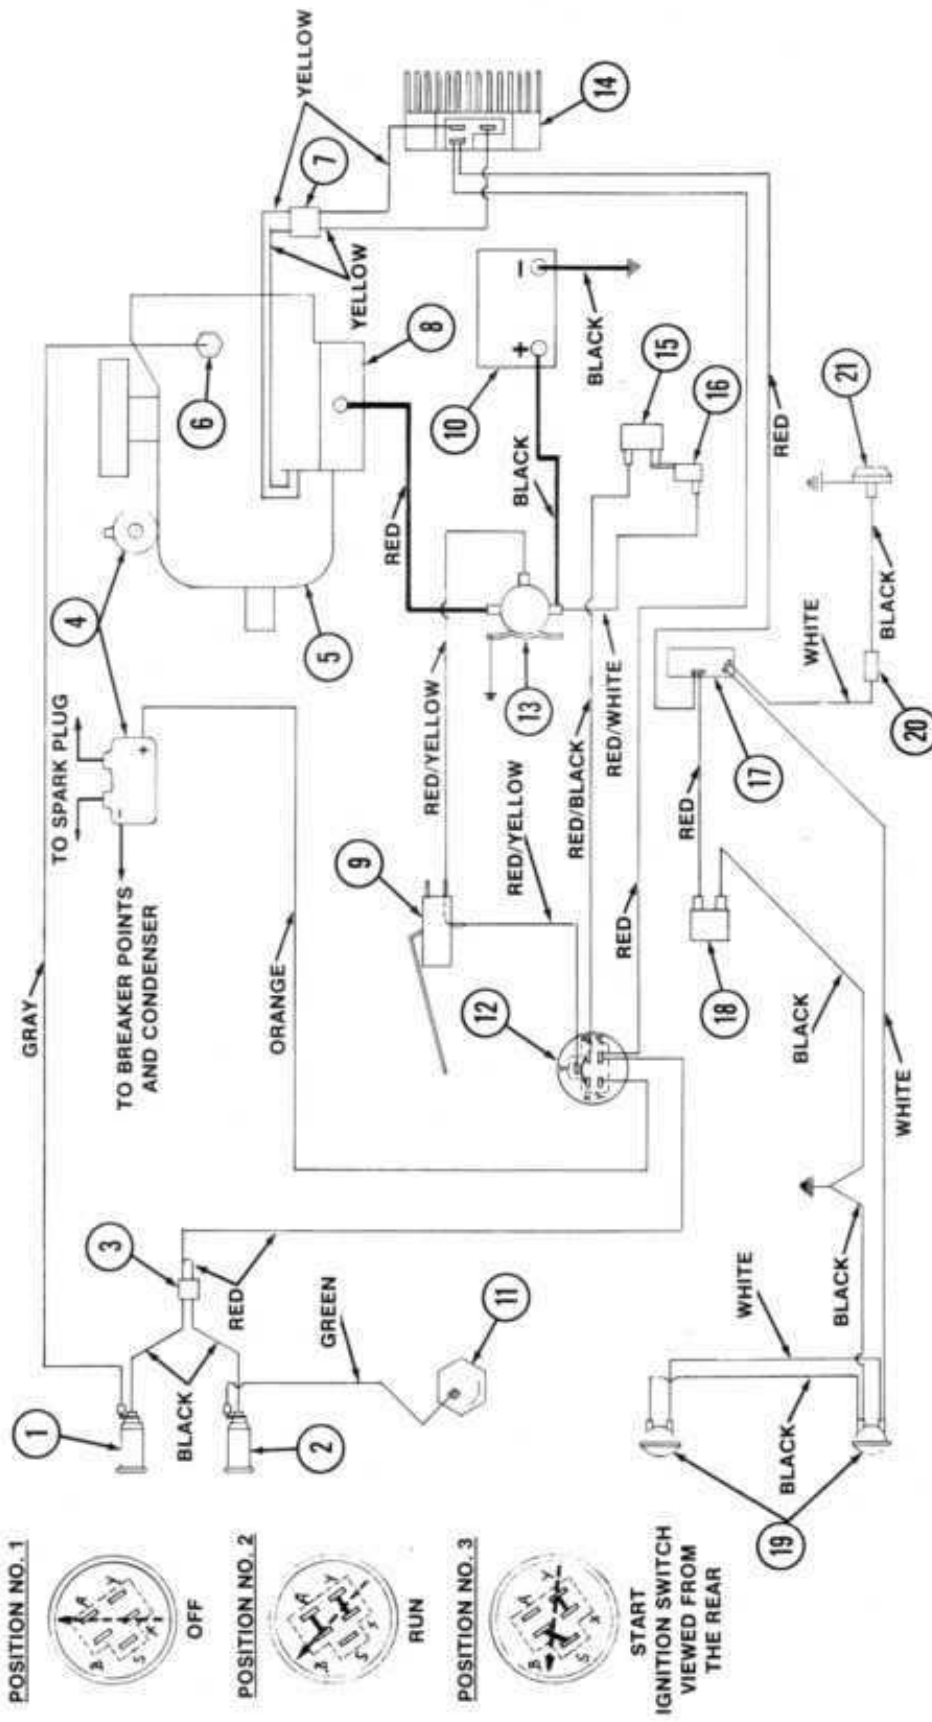 POSITION NO. 1
OFF
POSITION NO. 2
RUN
POSITION NO. 3
START
IGNITION SWITCH
VIEWED FROM
THE REAR
B
A
S
Y
B
A
S
Y
B
A
S
Y
GRAY
TO SPARK PLUG
TO BREAKER POINTS
AND CONDENSER
-
+
ORANGE
YELLOW
YELLOW
RED
RED/YELLOW
RED/YELLOW
RED/BLACK
RED/WHITE
BLACK
+
-
BLACK
RED
RED
RED
WHITE
BLACK
BLACK
WHITE
BLACK
RED
GREEN
WHITE
BLACK
BLACK
1
2
3
4
5
6
7
8
9
10
11
12
13
14
15
16
17
18
19
20
21